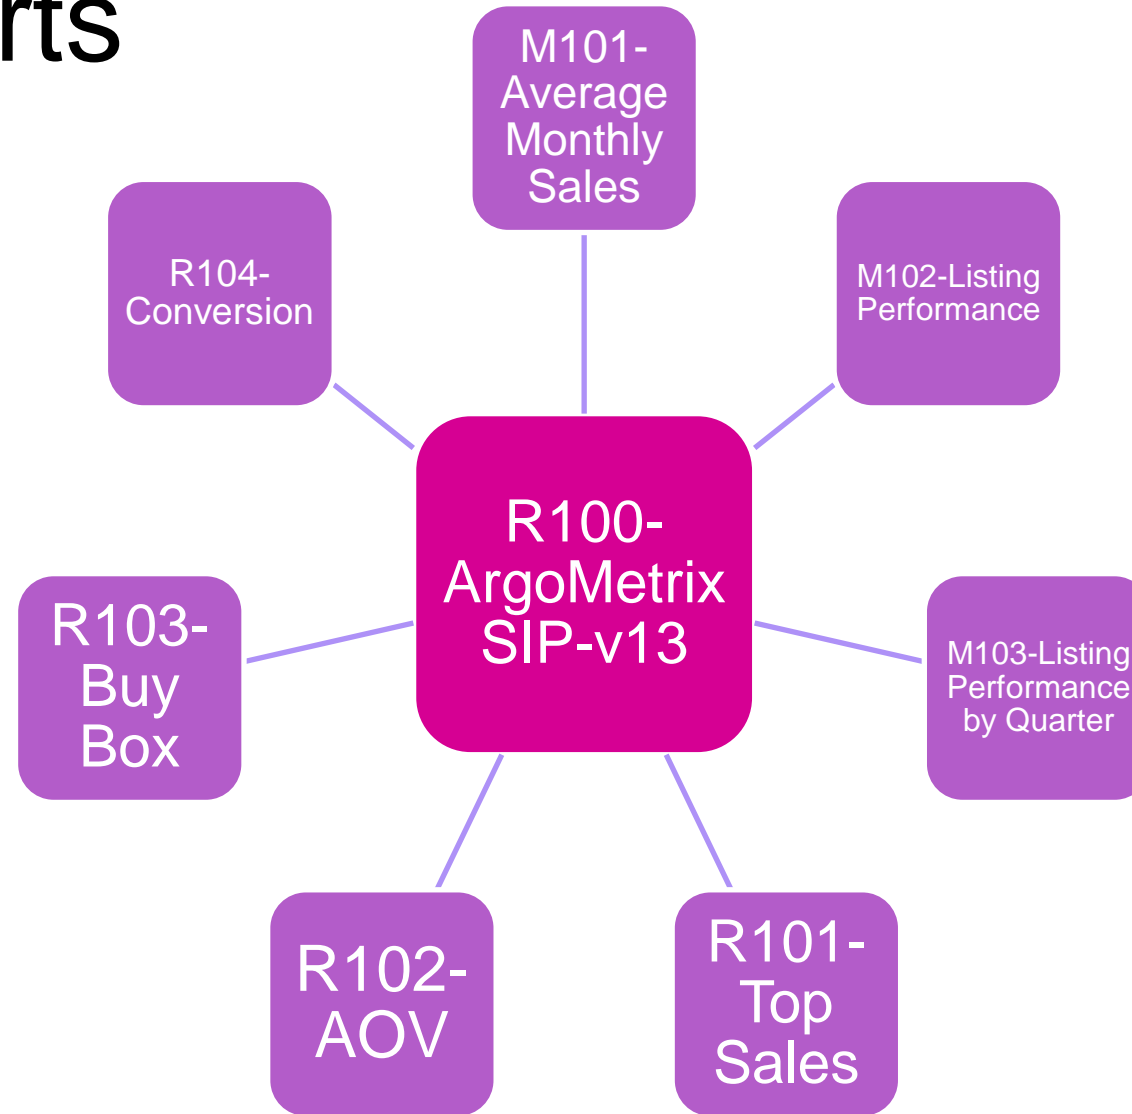 rts
M101-
Average
Monthly
Sales
R104-
Conversion
M102-Listing
Performance
R100-
ArgoMetrix
SIP-v13
R103-
Buy
Box
M103-Listing
Performance
by Quarter
R102-
AOV
R101-
Top
Sales